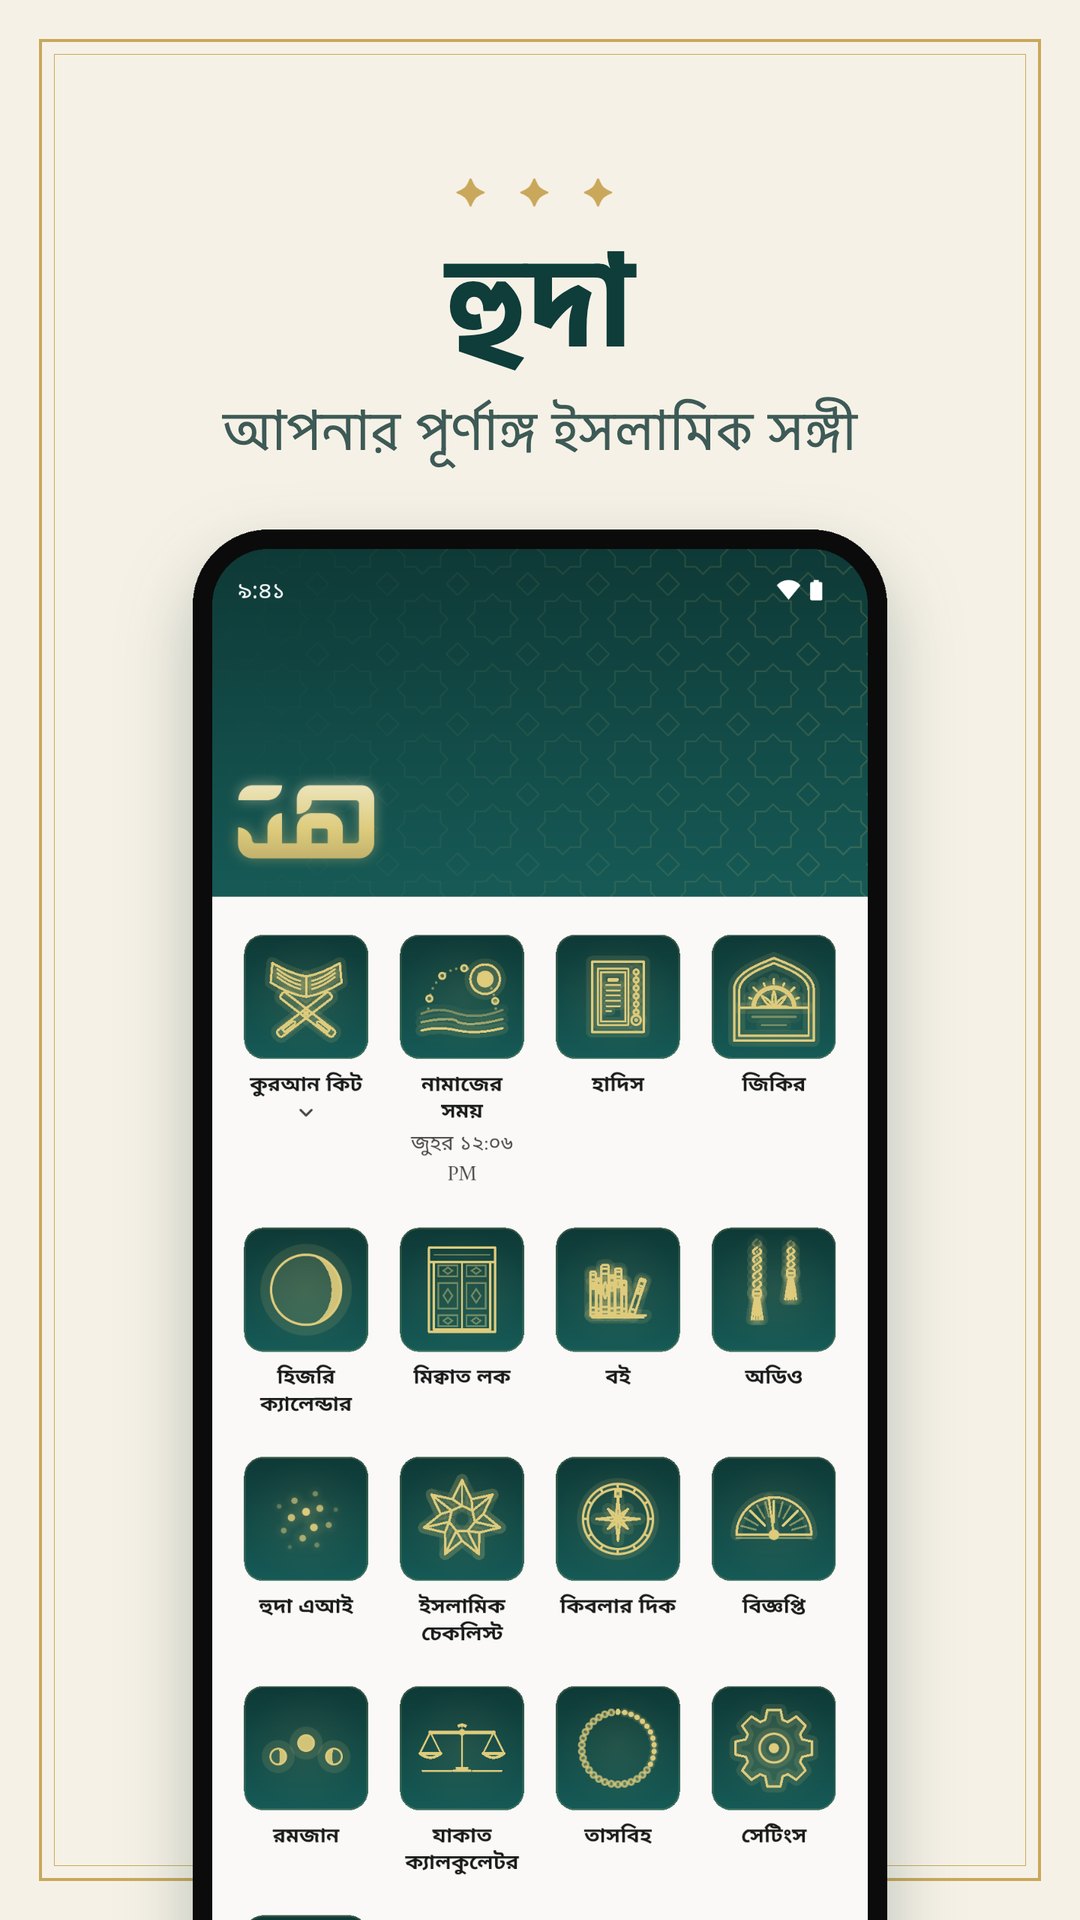 হুদা
আপনার পূর্ণাঙ্গ ইসলামিক সঙ্গী
৯:৪১
هدى
কুরআন কিট
নামাজের
সময়
জুহর ১২:০৬
PM
হাদিস
জিকির
হিজরি
ক্যালেন্ডার
মিক্বাত লক
বই
অডিও
হুদা এআই
ইসলামিক
চেকলিস্ট
কিবলার দিক
বিজ্ঞপ্তি
রমজান
যাকাত
ক্যালকুলেটর
তাসবিহ
সেটিংস